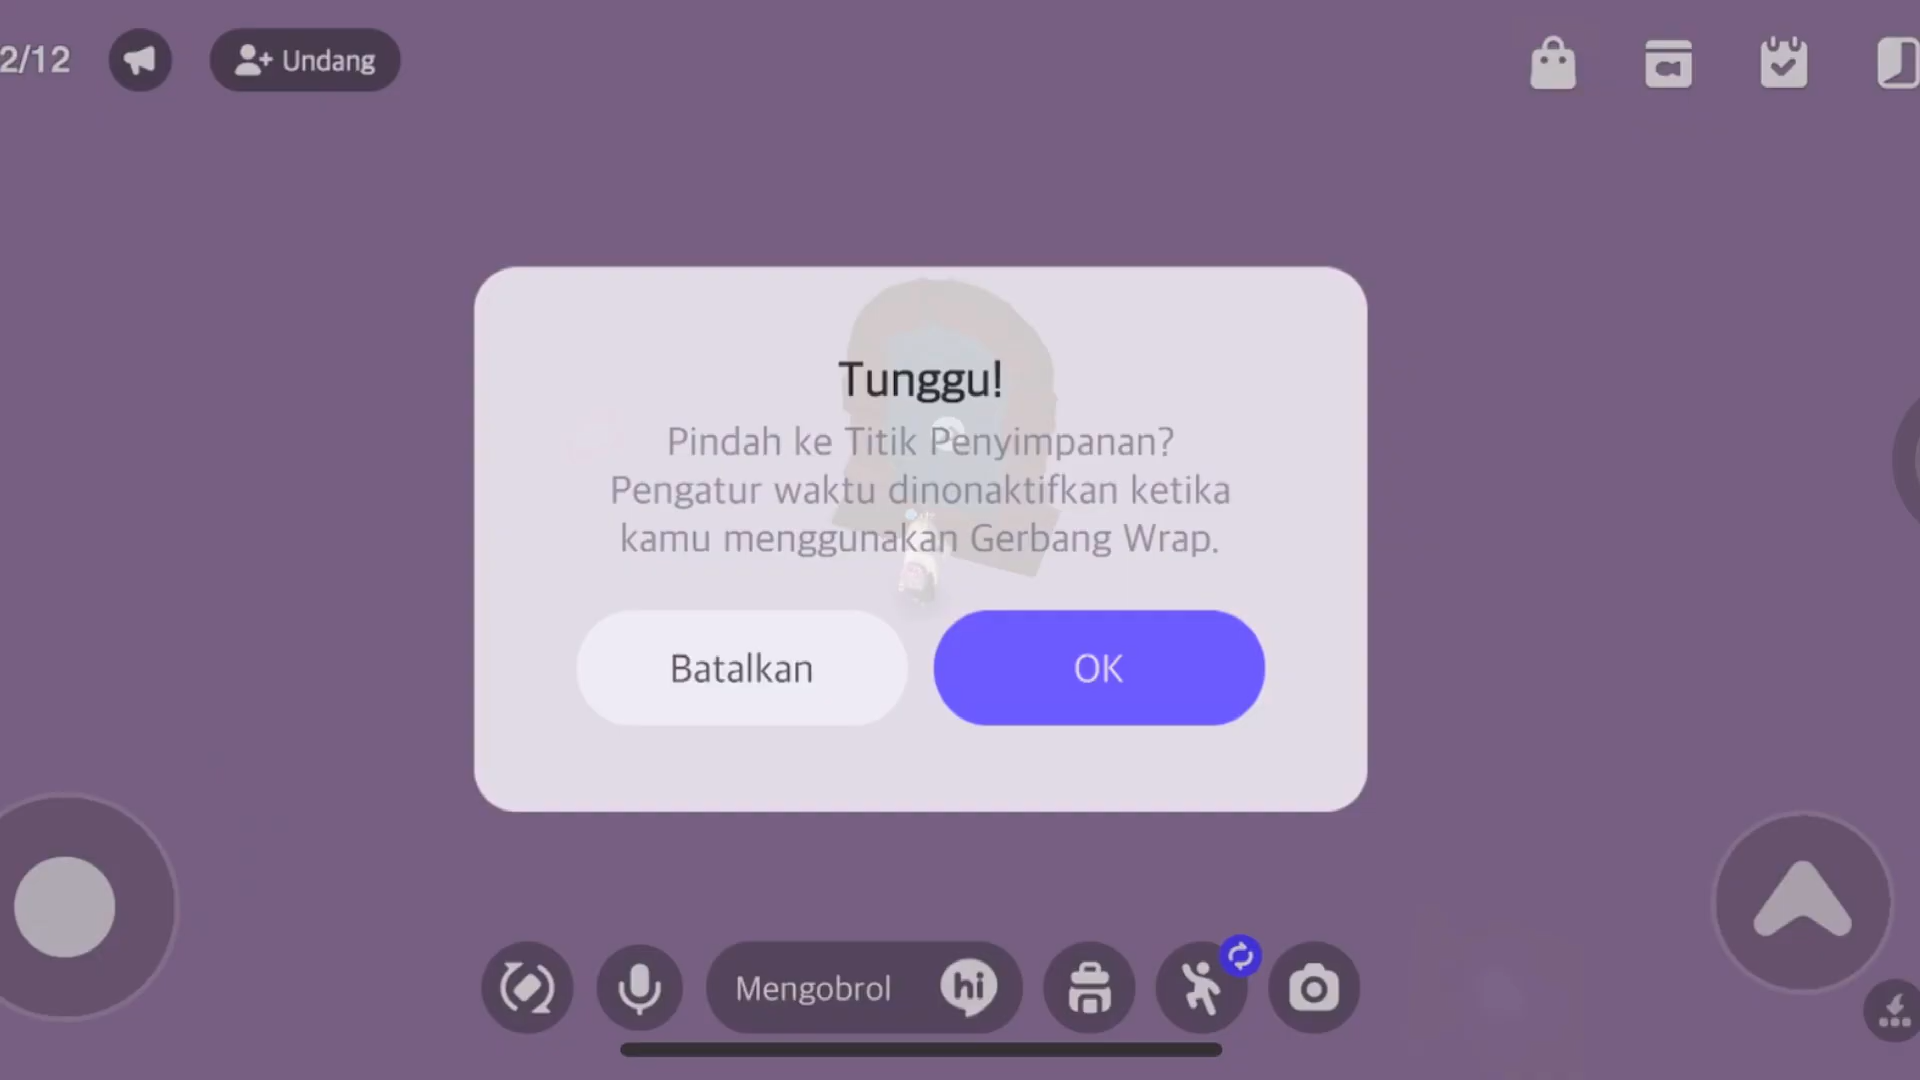 2/12
Undang
Tunggu!
Pindah ke Titik Penyimpanan?
Pengatur waktu dinonaktifkan ketika
kamu menggunakan Gerbang Wrap.
Batalkan
OK
Mengobrol
hi